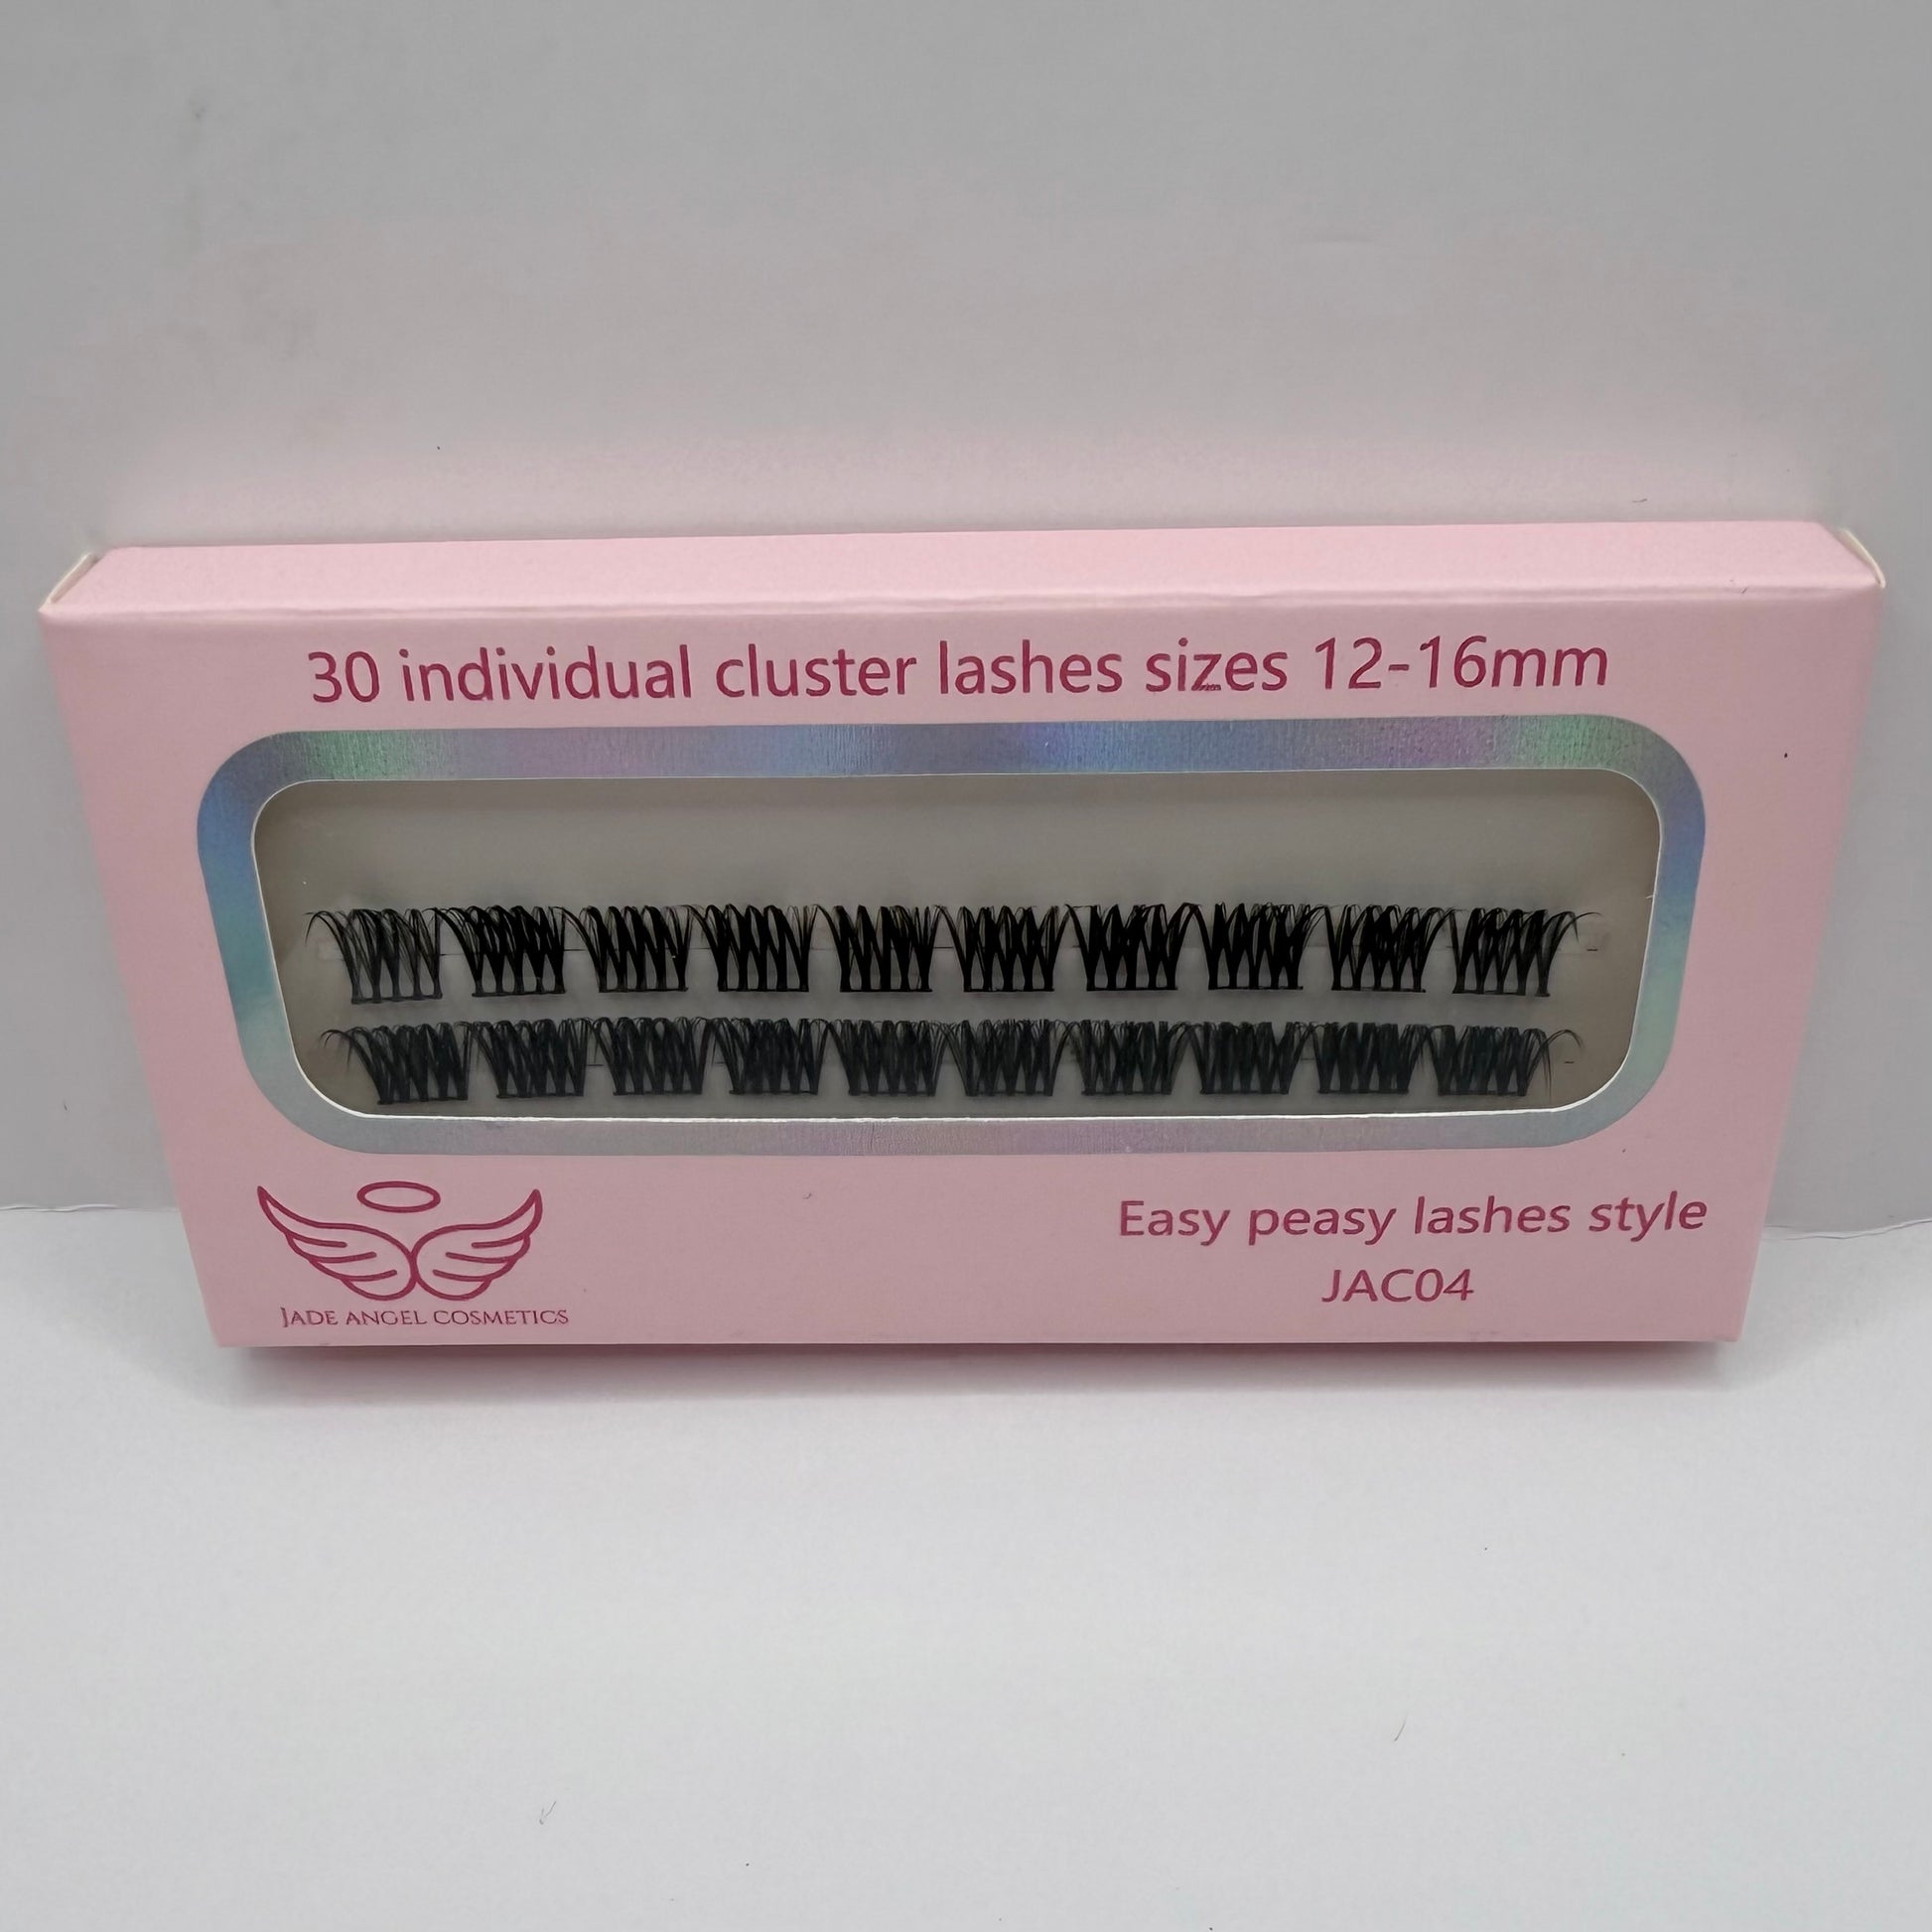 30 individual cluster lashes sizes 12-16mm
Easy peasy lashes style
JAC04
JADE ANGEL COSMETICS